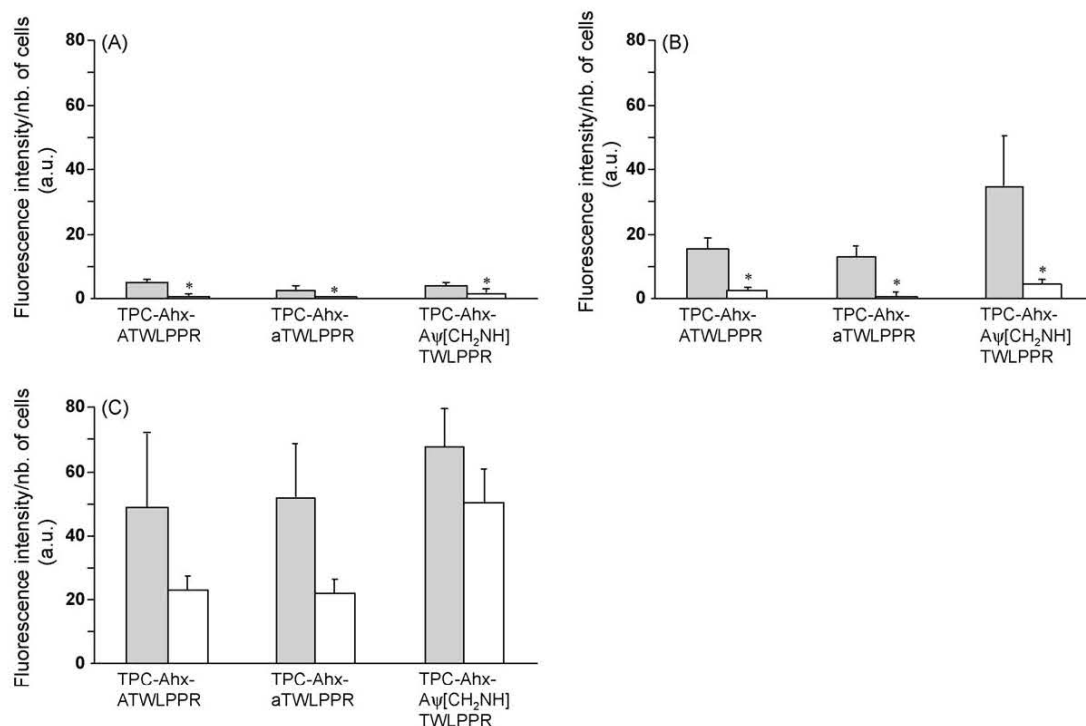 (A)
Fluorescence intensity/nb. of cells
(a.u.)
80
60
40
20
0
*
*
*
TPC-Ahx-
ATWLPPR
TPC-Ahx-
aTWLPPR
TPC-Ahx-
Aψ[CH₂NH]
TWLPPR
(B)
Fluorescence intensity/nb. of cells
(a.u.)
80
60
40
20
0
*
*
*
TPC-Ahx-
ATWLPPR
TPC-Ahx-
aTWLPPR
TPC-Ahx-
Aψ[CH₂NH]
TWLPPR
(C)
Fluorescence intensity/nb. of cells
(a.u.)
80
60
40
20
0
TPC-Ahx-
ATWLPPR
TPC-Ahx-
aTWLPPR
TPC-Ahx-
Aψ[CH₂NH]
TWLPPR